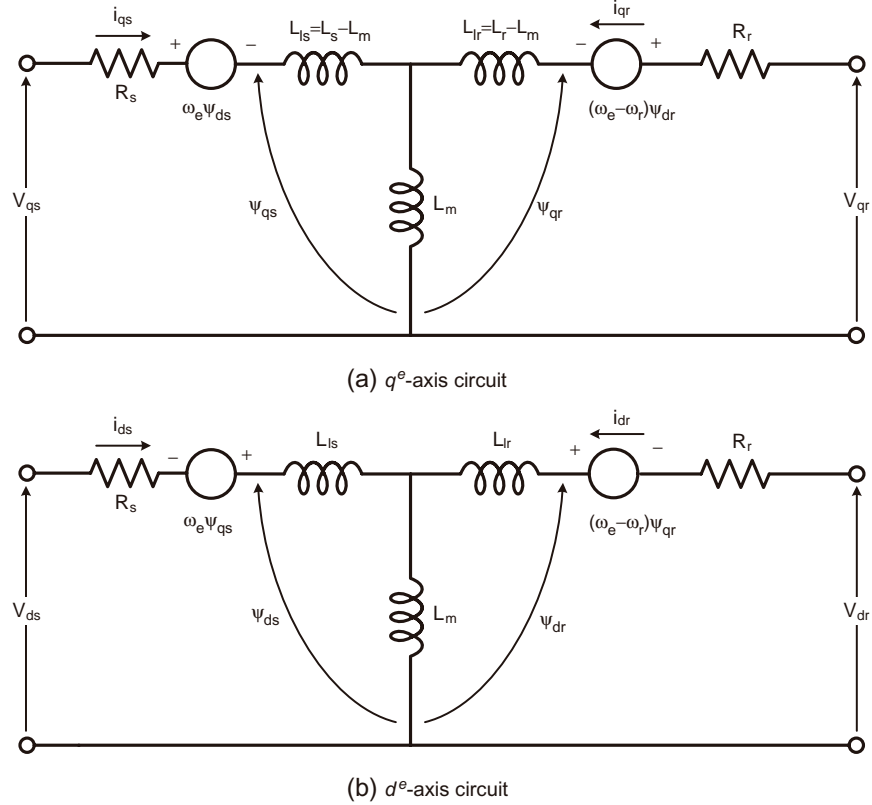 i_qs
L_ls=L_s−L_m
L_lr=L_r−L_m
i_qr
R_r
+ −
− +
R_s
ω_eψ_ds
(ω_e−ω_r)ψ_dr
V_qs
ψ_qs
L_m
ψ_qr
V_qr
(a) q^e-axis circuit
i_ds
L_ls
L_lr
i_dr
R_r
− +
+ −
R_s
ω_eψ_qs
(ω_e−ω_r)ψ_qr
V_ds
ψ_ds
L_m
ψ_dr
V_dr
(b) d^e-axis circuit